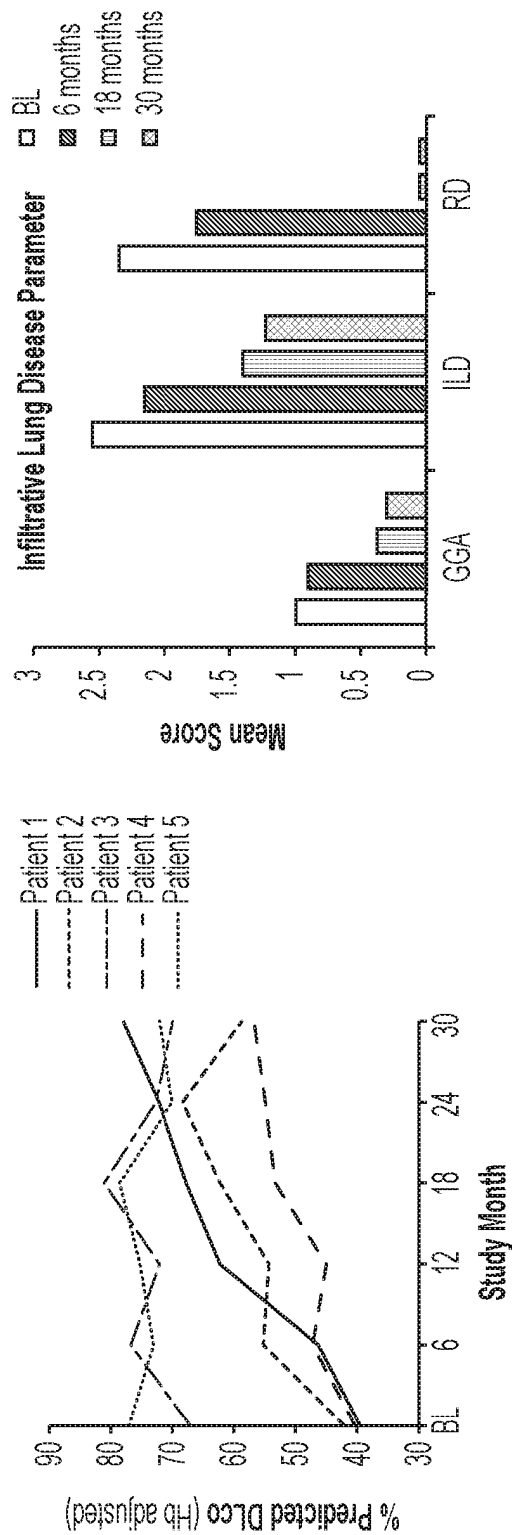 % Predicted DLco (Hb adjusted)
90
80
70
60
50
40
30
BL
6
12
18
24
30
Study Month
Patient 1
Patient 2
Patient 3
Patient 4
Patient 5
Infiltrative Lung Disease Parameter
Mean Score
3
2.5
2
1.5
1
0.5
0
GGA
ILD
RD
BL
6 months
18 months
30 months